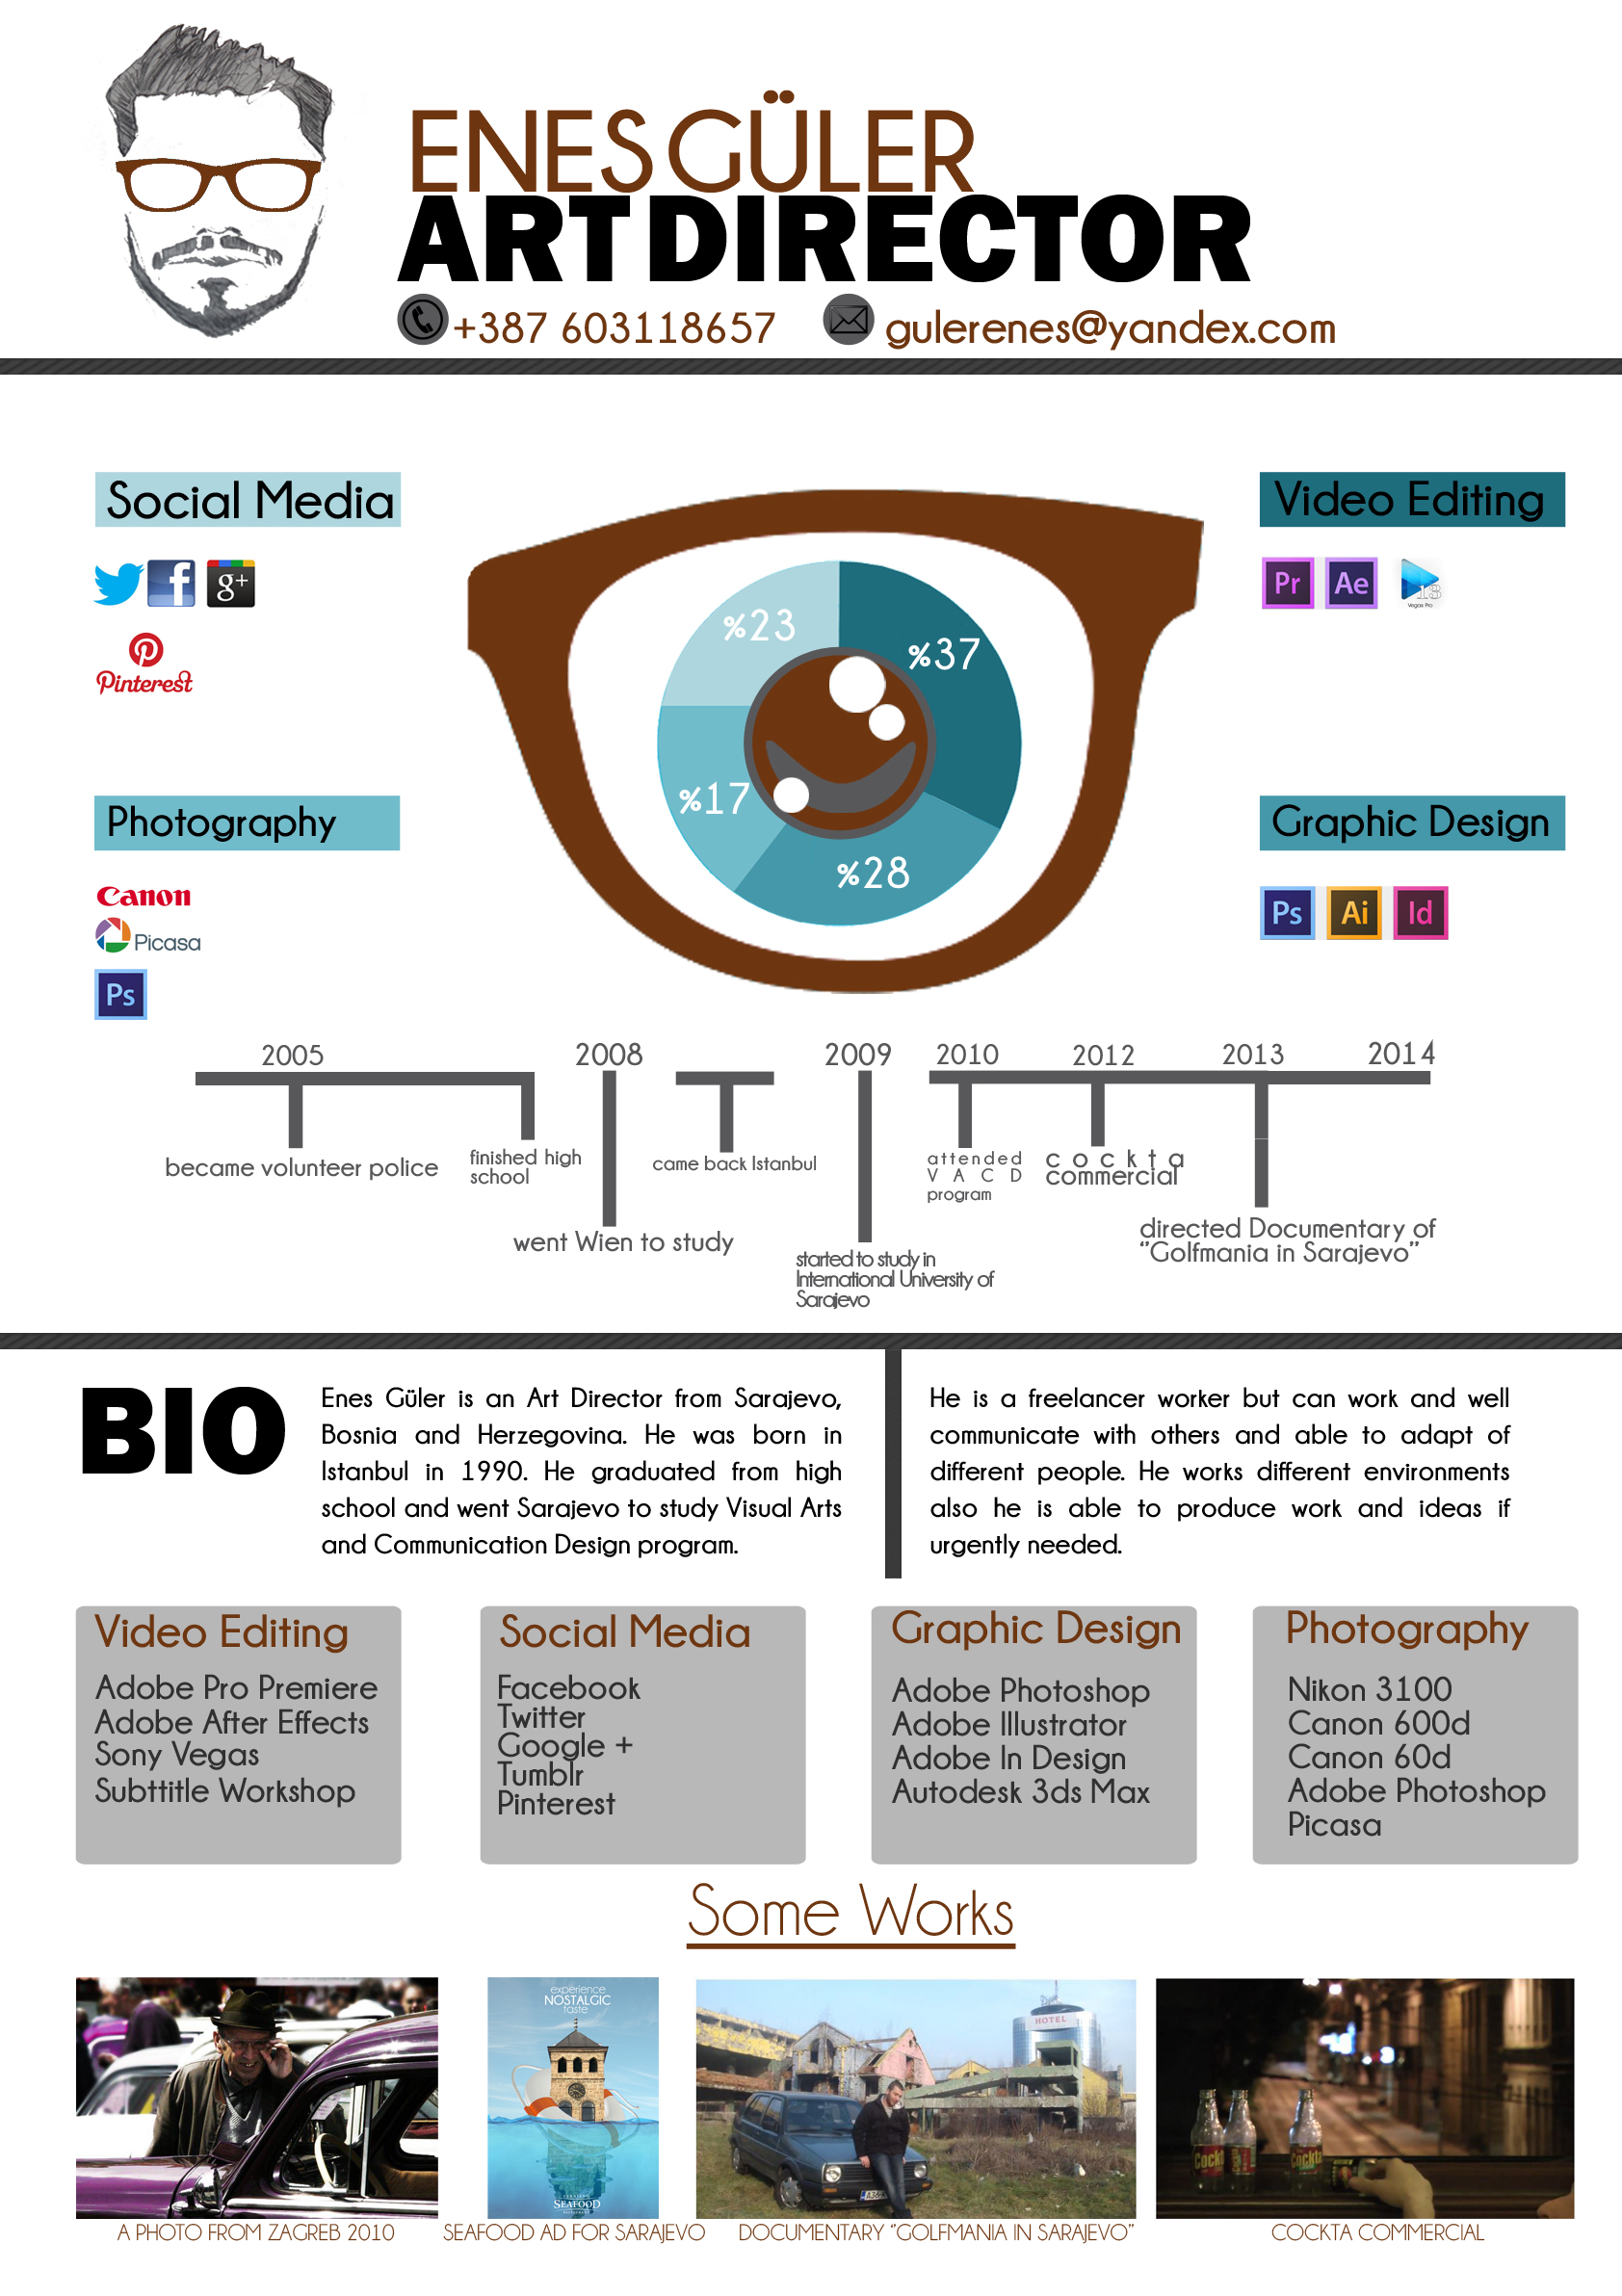 ENES GÜLER
ART DIRECTOR
+387 603118657
gulerenes@yandex.com
Social Media
Pinterest
Video Editing
Pr Ae 13
Vegas Pro
%23
%37
%17
%28
Photography
Canon
Picasa
Ps
Graphic Design
Ps Ai Id
2005
2008
2009
2010
2012
2013
2014
became volunteer police
finished high
school
went Wien to study
came back Istanbul
started to study in
International University of
Sarajevo
attended
V A C D
program
cockta
commercial
directed Documentary of
"Golfmania in Sarajevo"
BIO
Enes Güler is an Art Director from Sarajevo,
Bosnia and Herzegovina. He was born in
Istanbul in 1990. He graduated from high
school and went Sarajevo to study Visual Arts
and Communication Design program.
He is a freelancer worker but can work and well
communicate with others and able to adapt of
different people. He works different environments
also he is able to produce work and ideas if
urgently needed.
Video Editing
Adobe Pro Premiere
Adobe After Effects
Sony Vegas
Subttitle Workshop
Social Media
Facebook
Twitter
Google +
Tumblr
Pinterest
Graphic Design
Adobe Photoshop
Adobe Illustrator
Adobe In Design
Autodesk 3ds Max
Photography
Nikon 3100
Canon 600d
Canon 60d
Adobe Photoshop
Picasa
Some Works
experience
NOSTALGIC
taste
SEAFOOD
HOTEL
Cockta
A PHOTO FROM ZAGREB 2010
SEAFOOD AD FOR SARAJEVO
DOCUMENTARY "GOLFMANIA IN SARAJEVO"
COCKTA COMMERCIAL